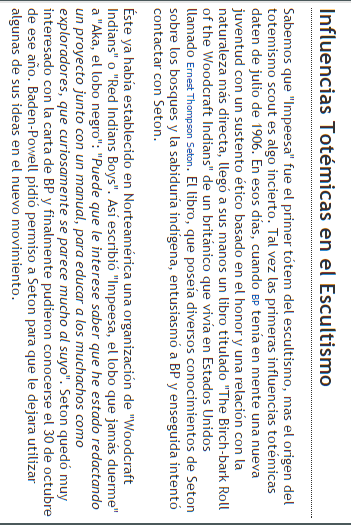 Influencias Totémicas en el Escultismo
Sabemos que "Impeesa" fue el primer tótem del escultismo, mas el origen del
totemismo scout es algo incierto. Tal vez las primeras influencias totémicas
daten de julio de 1906. En esos días, cuando BP tenía en mente una nueva
juventud con un sustento ético basado en el honor y una relación con la
naturaleza más directa, llegó a sus manos un libro titulado "The Birch-bark Roll
of the Woodcraft Indians" de un británico que vivía en Estados Unidos
llamado Ernest Thompson Seton. El libro, que poseía diversos conocimientos de Seton
sobre los bosques y la sabiduría indígena, entusiasmó a BP y enseguida intentó
contactar con Seton.
Éste ya había establecido en Norteamérica una organización de "Woodcraft
Indians" o "Red Indians Boys". Así escribió "Impeesa, el lobo que jamás duerme"
a "Aka, el lobo negro": "Puede que le interese saber que he estado redactando
un proyecto junto con un manual, para educar a los muchachos como
exploradores, que curiosamente se parece mucho al suyo". Seton quedó muy
interesado con la carta de BP y finalmente pudieron conocerse el 30 de octubre
de ese año. Baden-Powell pidió permiso a Seton para que le dejara utilizar
algunas de sus ideas en el nuevo movimiento.